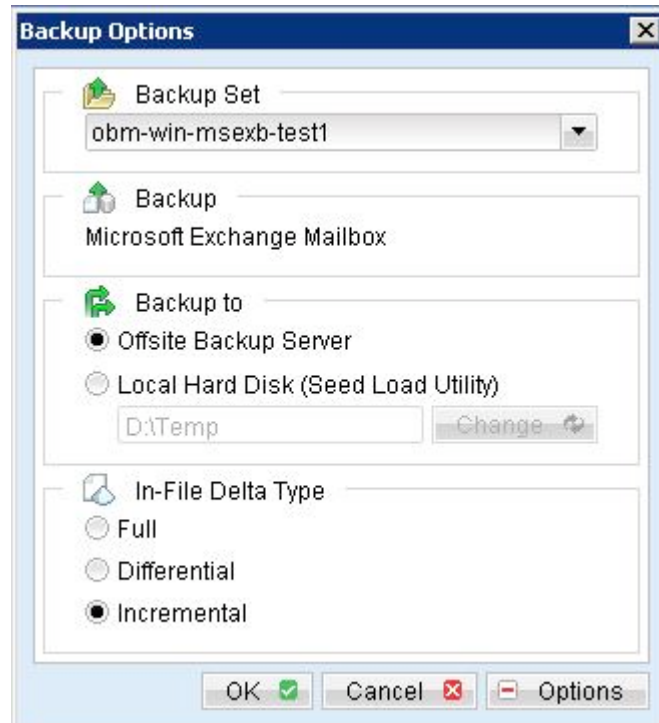 Backup Options
Backup Set
obm-win-msexb-test1
Backup
Microsoft Exchange Mailbox
Backup to
Offsite Backup Server
Local Hard Disk (Seed Load Utility)
D:\Temp
Change
In-File Delta Type
Full
Differential
Incremental
OK Cancel Options